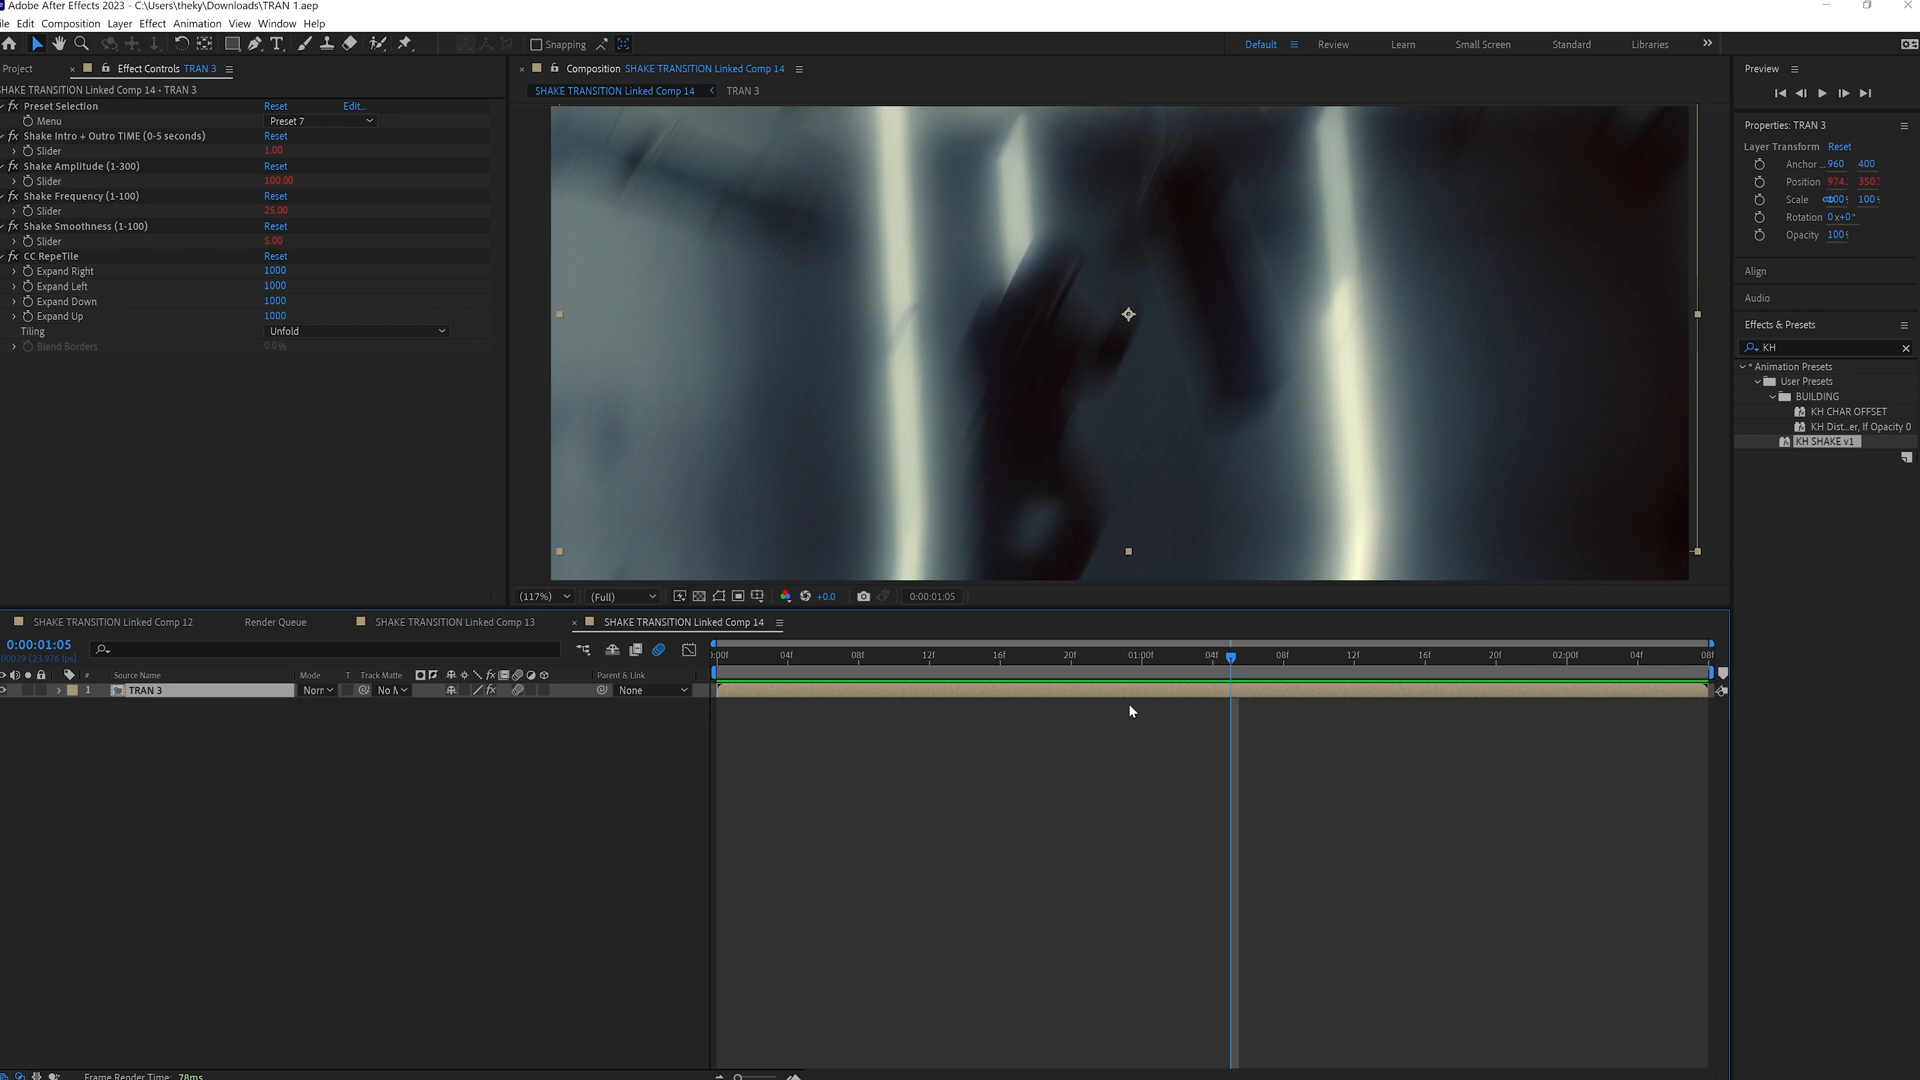 Adobe After Effects 2023 - C:\Users\theky\Downloads\TRAN 1.aep
ile Edit Composition Layer Effect Animation View Window Help
Snapping
Default Review Learn Small Screen Standard Libraries
Project Effect Controls TRAN 3
SHAKE TRANSITION Linked Comp 14 • TRAN 3
Preset Selection Reset Edit...
Menu Preset 7
Shake Intro + Outro TIME (0-5 seconds) Reset
Slider 1.00
Shake Amplitude (1-300) Reset
Slider 100.00
Shake Frequency (1-100) Reset
Slider 25.00
Shake Smoothness (1-100) Reset
Slider 5.00
CC RepeTile Reset
Expand Right 1000
Expand Left 1000
Expand Down 1000
Expand Up 1000
Tiling Unfold
Blend Borders 0.0%
Composition SHAKE TRANSITION Linked Comp 14
SHAKE TRANSITION Linked Comp 14 TRAN 3
(117%) (Full) +0.0 0:00:01:05
Preview
Properties: TRAN 3
Layer Transform Reset
Anchor ... 960 400
Position 974. 350.
Scale 100%
Rotation 0x+0°
Opacity 100%
Align
Audio
Effects & Presets
KH
* Animation Presets
User Presets
BUILDING
KH CHAR OFFSET
KH Dist...er, If Opacity 0
KH SHAKE v1
SHAKE TRANSITION Linked Comp 12 Render Queue SHAKE TRANSITION Linked Comp 13 SHAKE TRANSITION Linked Comp 14
0:00:01:05
00029 (23.976 fps)
:00f 04f 08f 12f 16f 20f 01:00f 04f 08f 12f 16f 20f 02:00f 04f 08f
# Source Name Mode T Track Matte Parent & Link
1 TRAN 3 Norr No M None
Frame Render Time: 78ms